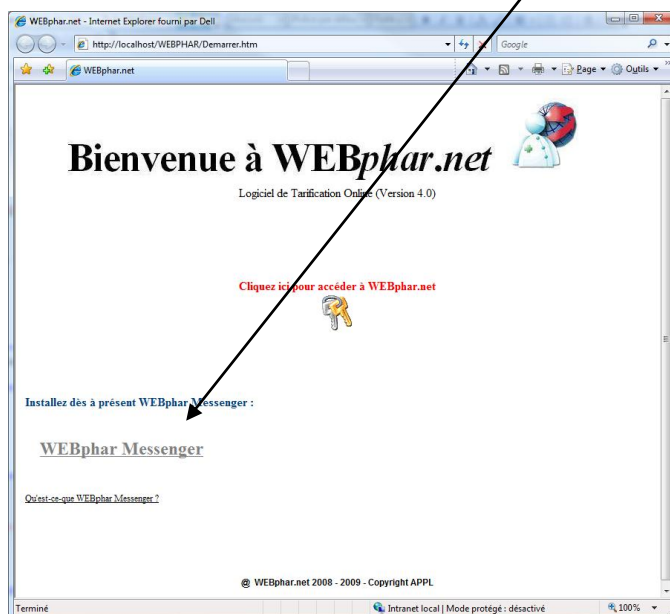 WEBphar.net - Internet Explorer fourni par Dell
http://localhost/WEBPHAR/Demarrer.htm
Google
WEBphar.net
Page
Outils
Bienvenue à WEBphar.net
Logiciel de Tarification Online (Version 4.0)
Cliquez ici pour accéder à WEBphar.net
Installez dès à présent WEBphar Messenger :
WEBphar Messenger
Qu'est-ce-que WEBphar Messenger ?
@ WEBphar.net 2008 - 2009 - Copyright APPL
Terminé
Intranet local | Mode protégé : désactivé
100%